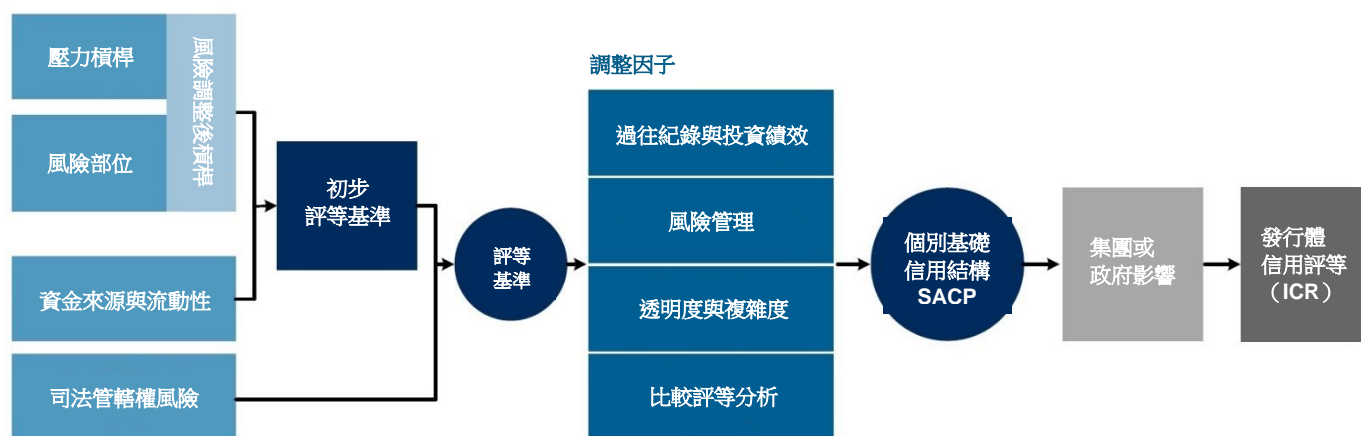 壓力槓桿
風險部位
風險調整後槓桿
資金來源與流動性
司法管轄權風險
初步
評等基準
評等
基準
調整因子
過往紀錄與投資績效
風險管理
透明度與複雜度
比較評等分析
個別基礎
信用結構
SACP
集團或
政府影響
發行體
信用評等
（ICR）